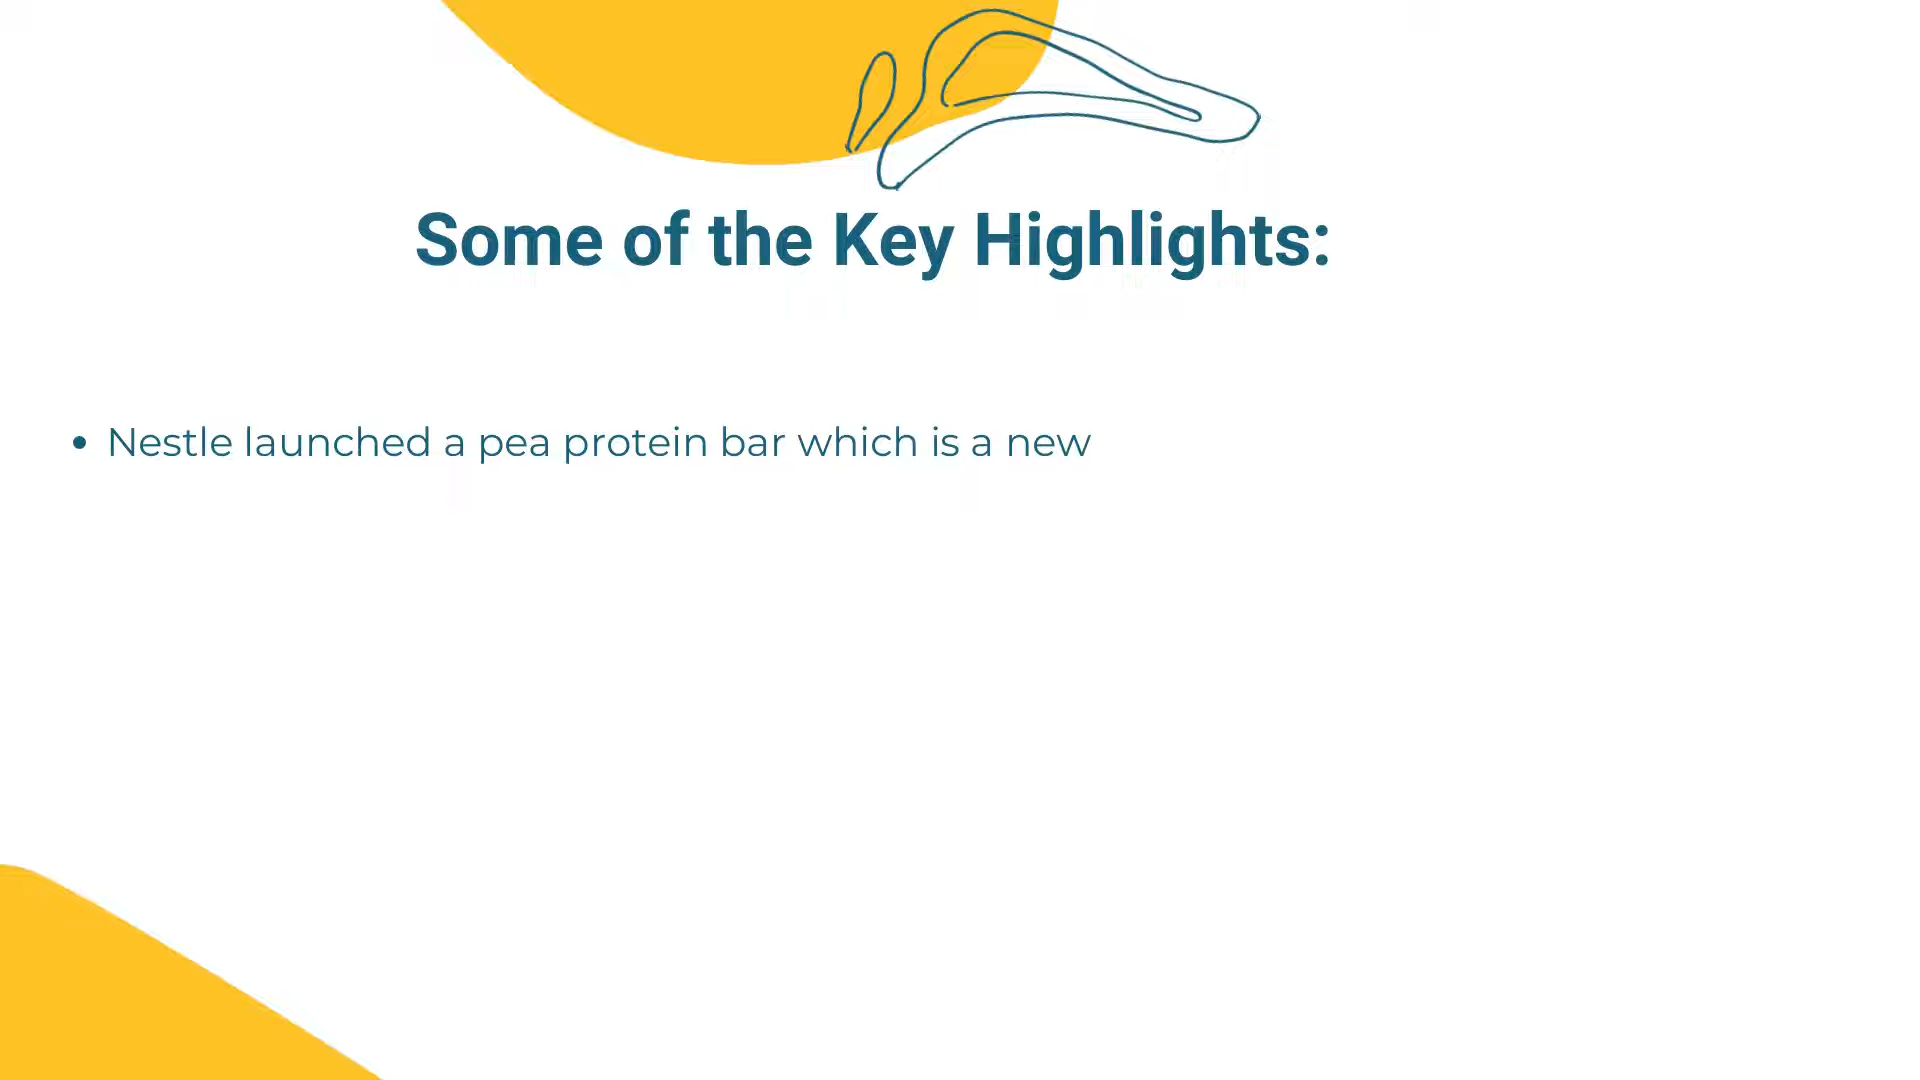 Some of the Key Highlights:
• Nestle launched a pea protein bar which is a new